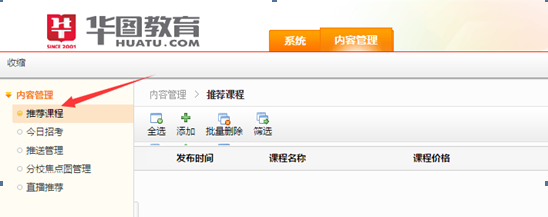 华图 华图教育
SINCE 2001 HUATU.COM
系统 内容管理
收缩
内容管理
推荐课程
今日招考
推送管理
分校焦点图管理
直播推荐
内容管理 > 推荐课程
全选 添加 批量删除 筛选
发布时间 课程名称 课程价格